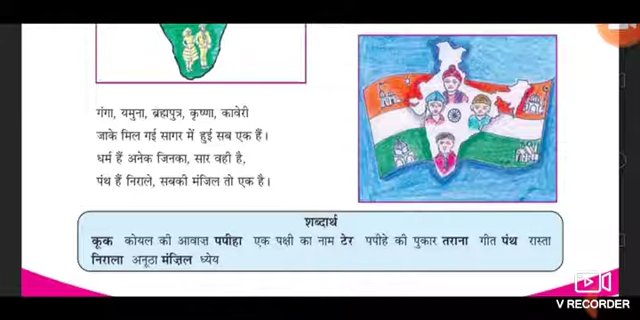 गंगा, यमुना, ब्रह्मपुत्र, कृष्णा, कावेरी
जाके मिल गई सागर में हुई सब एक हैं।
धर्म हैं अनेक जिनका, सार वही है,
पंथ हैं निराले, सबकी मंजिल तो एक है।
शब्दार्थ
कूक कोयल की आवाज़ पपीहा एक पक्षी का नाम टेर पपीहे की पुकार तराना गीत पंथ रास्ता
निराला अनूठा मंज़िल ध्येय
V RECORDER